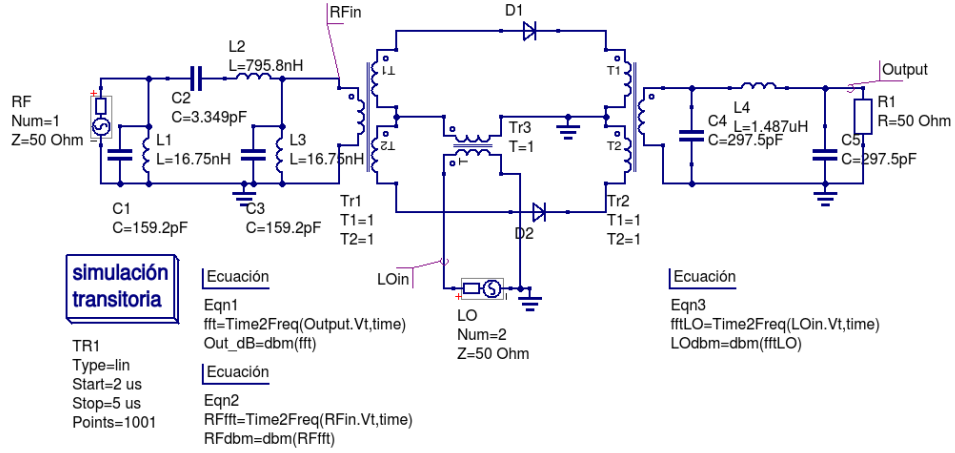 D1
RFin
L2
L=795.8nH
T1
T1
Output
RF
Num=1
Z=50 Ohm
C2
C=3.349pF
L1
L=16.75nH
L3
L=16.75nH
T2
Tr3
T=1
T
T2
C4
C=297.5pF
L4
L=1.487uH
R1
R=50 Ohm
C5
C=297.5pF
C1
C=159.2pF
C3
C=159.2pF
Tr1
T1=1
T2=1
D2
Tr2
T1=1
T2=1
LOin
LO
Num=2
Z=50 Ohm
simulación
transitoria
TR1
Type=lin
Start=2 us
Stop=5 us
Points=1001
Ecuación
Eqn1
fft=Time2Freq(Output.Vt,time)
Out_dB=dbm(fft)
Ecuación
Eqn2
RFfft=Time2Freq(RFin.Vt,time)
RFdbm=dbm(RFfft)
Ecuación
Eqn3
fftLO=Time2Freq(LOin.Vt,time)
LOdbm=dbm(fftLO)